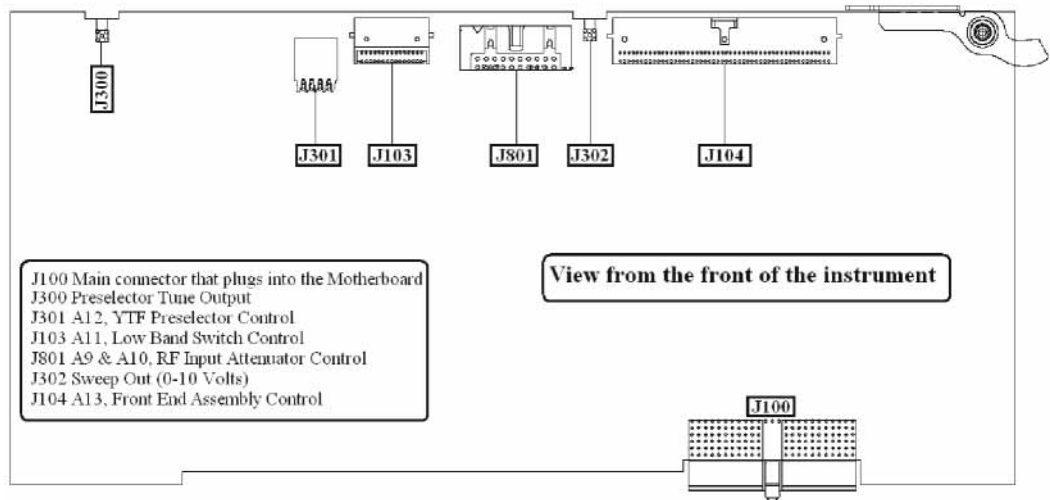 J300
J301
J103
J801
J302
J104
J100 Main connector that plugs into the Motherboard
J300 Preselector Tune Output
J301 A12, YTF Preselector Control
J103 A11, Low Band Switch Control
J801 A9 & A10, RF Input Attenuator Control
J302 Sweep Out (0-10 Volts)
J104 A13, Front End Assembly Control
View from the front of the instrument
J100